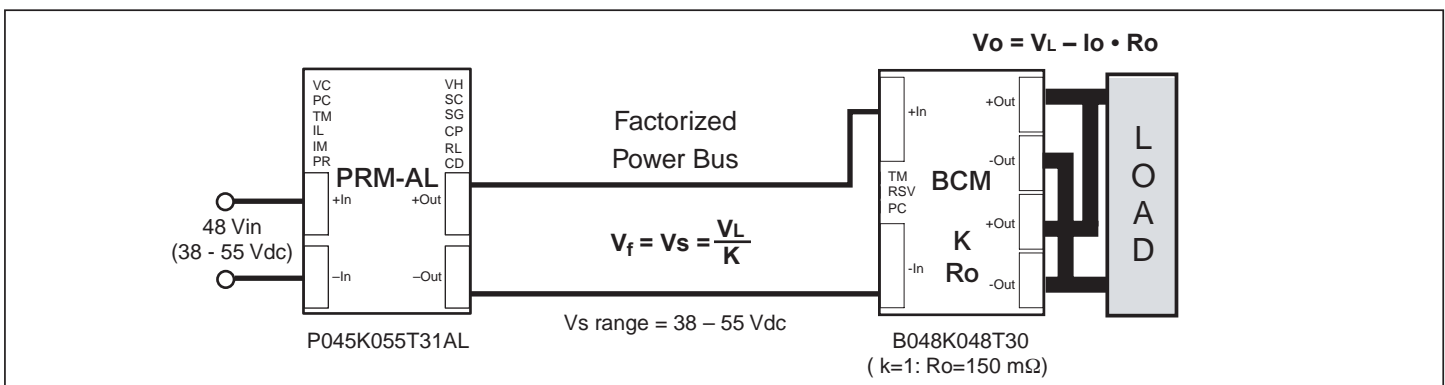 Vo = VL – Io • Ro
VC
PC
TM
IL
IM
PR
VH
SC
SG
CP
RL
CD
PRM-AL
+In
+Out
–In
–Out
48 Vin
(38 - 55 Vdc)
P045K055T31AL
Factorized
Power Bus
Vf = Vs = VL
K
Vs range = 38 – 55 Vdc
+In
TM
RSV
PC
-In
BCM
K
Ro
+Out
-Out
+Out
-Out
B048K048T30
( k=1: Ro=150 mΩ)
L
O
A
D